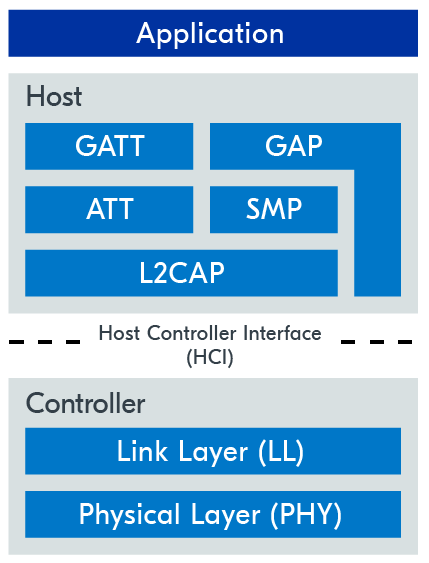 Application
Host
GATT
GAP
ATT
SMP
L2CAP
Host Controller Interface
(HCI)
Controller
Link Layer (LL)
Physical Layer (PHY)